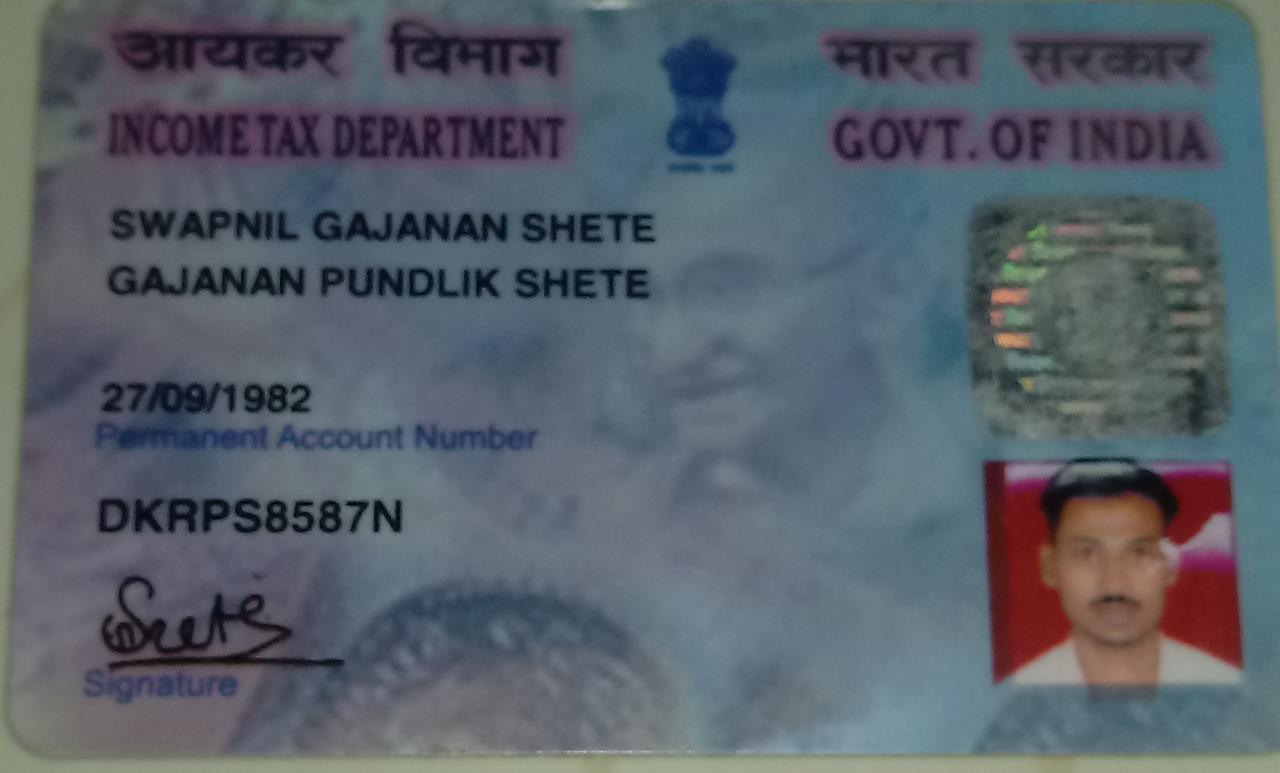 आयकर विभाग
INCOME TAX DEPARTMENT
भारत सरकार
GOVT. OF INDIA
SWAPNIL GAJANAN SHETE
GAJANAN PUNDLIK SHETE
27/09/1982
Permanent Account Number
DKRPS8587N
Shete
Signature